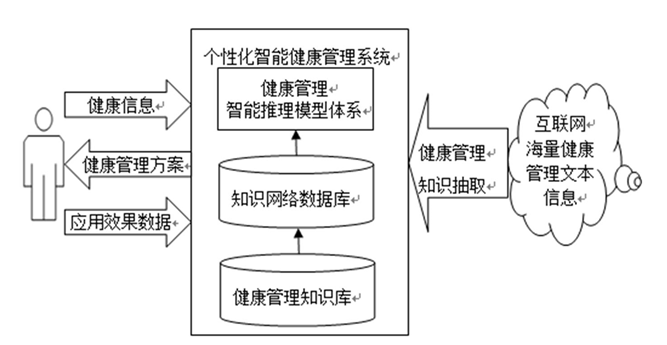 个性化智能健康管理系统
健康管理
智能推理模型体系
健康信息
健康管理方案
应用效果数据
知识网络数据库
健康管理知识库
健康管理
知识抽取
互联网
海量健康
管理文本
信息